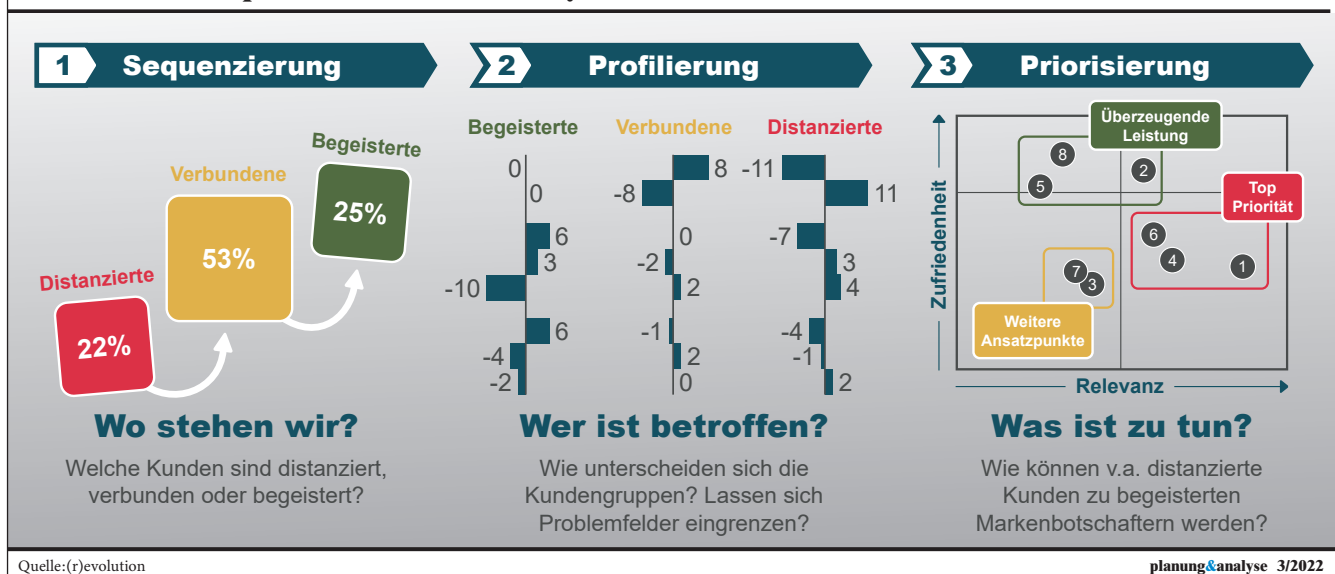 1 Sequenzierung
Begeisterte
25%
Verbundene
53%
Distanzierte
22%
Wo stehen wir?
Welche Kunden sind distanziert,
verbunden oder begeistert?
2 Profilierung
Begeisterte Verbundene Distanzierte
0 8 -11
0 -8 11
6 0 -7
3 -2 3
-10 2 4
6 -1 -4
-4 2 -1
-2 0 2
Wer ist betroffen?
Wie unterscheiden sich die
Kundengruppen? Lassen sich
Problemfelder eingrenzen?
3 Priorisierung
Überzeugende
Leistung
8
2
5
Top
Priorität
6
4
1
7
3
Weitere
Ansatzpunkte
Zufriedenheit
Relevanz
Was ist zu tun?
Wie können v.a. distanzierte
Kunden zu begeisterten
Markenbotschaftern werden?
Quelle:(r)evolution
planung&analyse 3/2022